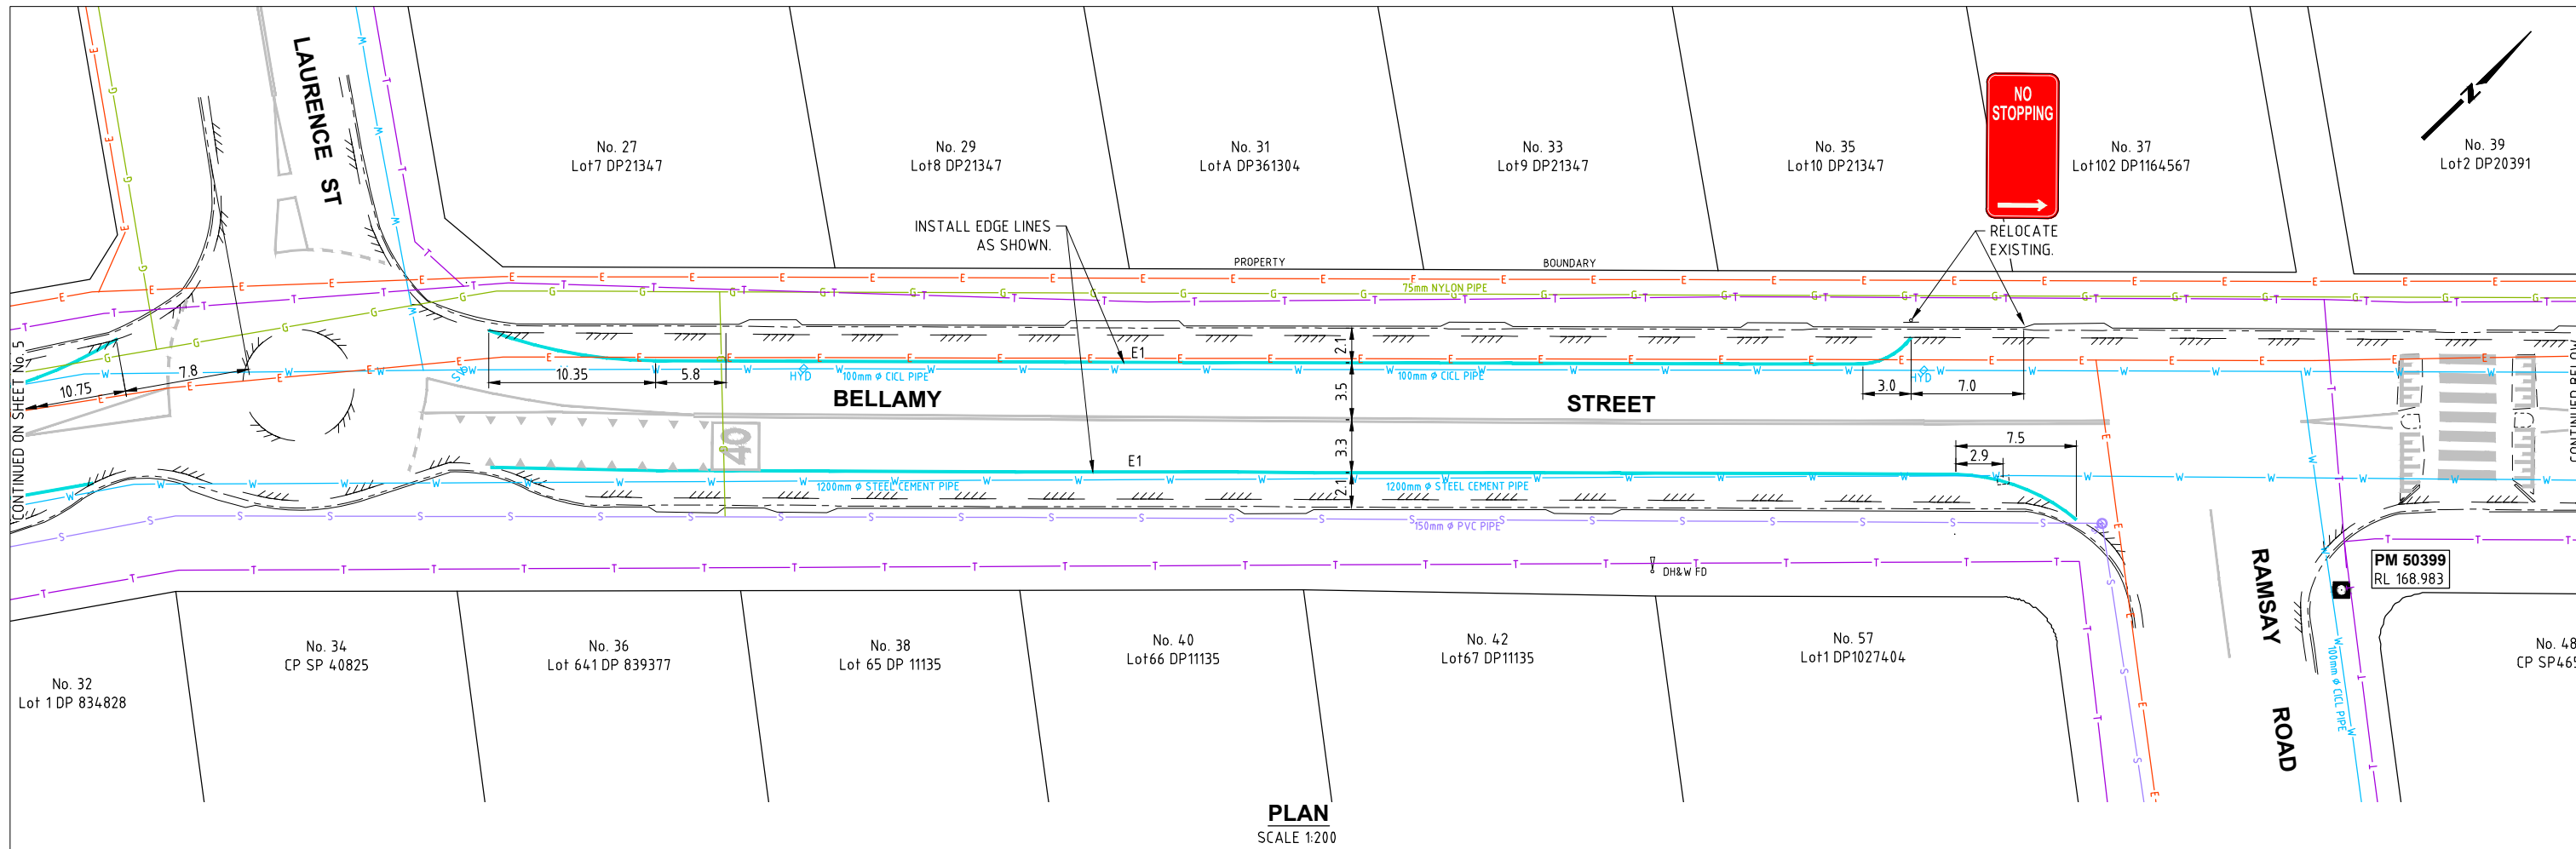 LAURENCE ST
No. 27
Lot7 DP21347
No. 29
Lot8 DP21347
No. 31
LotA DP361304
No. 33
Lot9 DP21347
No. 35
Lot10 DP21347
NO
STOPPING
No. 37
Lot102 DP1164567
N
No. 39
Lot2 DP20391
INSTALL EDGE LINES
AS SHOWN.
RELOCATE
EXISTING.
PROPERTY BOUNDARY
75mm NYLON PIPE
CONTINUED ON SHEET No. 5
10.75
7.8
10.35
5.8
HYD
100mm ø CICL PIPE
E1
2.1
3.5
100mm ø CICL PIPE
3.0
HYD
7.0
BELLAMY STREET
40
3.3
7.5
2.9
E1
2.1
1200mm ø STEEL CEMENT PIPE
1200mm ø STEEL CEMENT PIPE
150mm ø PVC PIPE
CONTINUED BELOW
DH&W FD
PM 50399
RL 168.983
RAMSAY ROAD
100mm ø CICL PIPE
No. 32
Lot 1 DP 834828
No. 34
CP SP 40825
No. 36
Lot 641 DP 839377
No. 38
Lot 65 DP 11135
No. 40
Lot66 DP11135
No. 42
Lot67 DP11135
No. 57
Lot1 DP1027404
No. 48
CP SP465
PLAN
SCALE 1:200